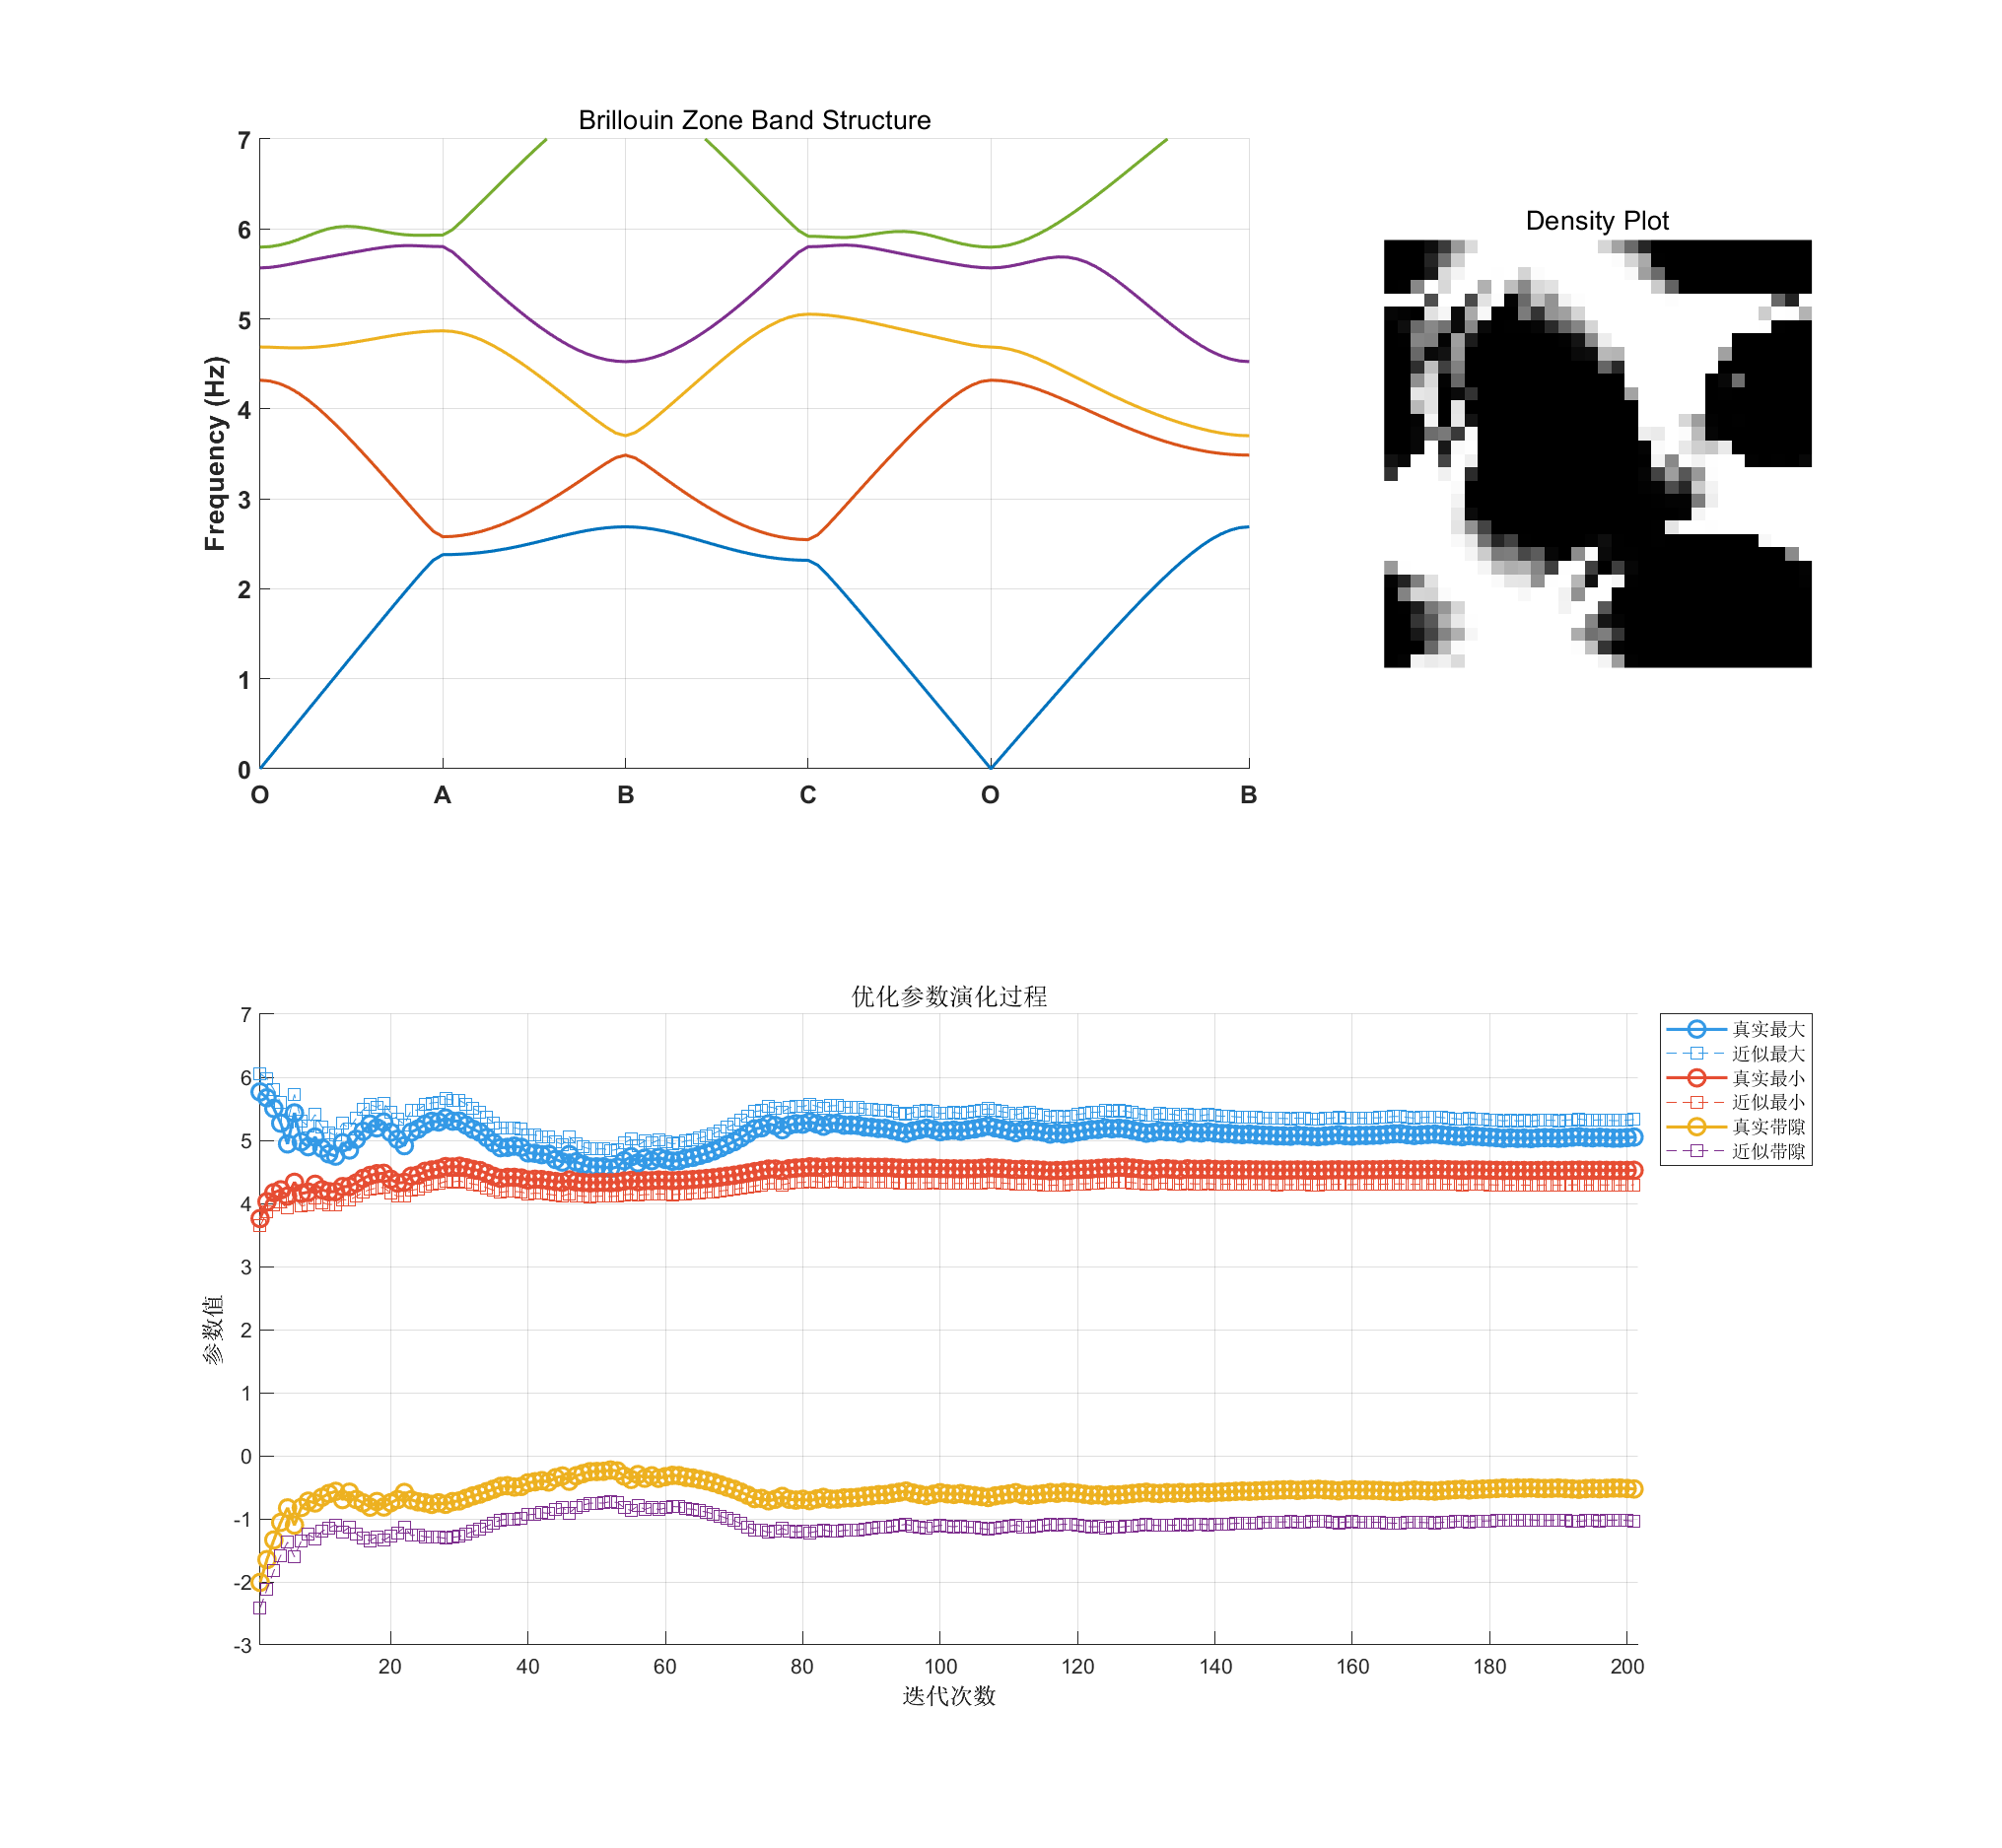 Brillouin Zone Band Structure
Frequency (Hz)
7
6
5
4
3
2
1
0
O A B C O B
Density Plot
优化参数演化过程
参数值
7
6
5
4
3
2
1
0
-1
-2
-3
20 40 60 80 100 120 140 160 180 200
迭代次数
真实最大
近似最大
真实最小
近似最小
真实带隙
近似带隙